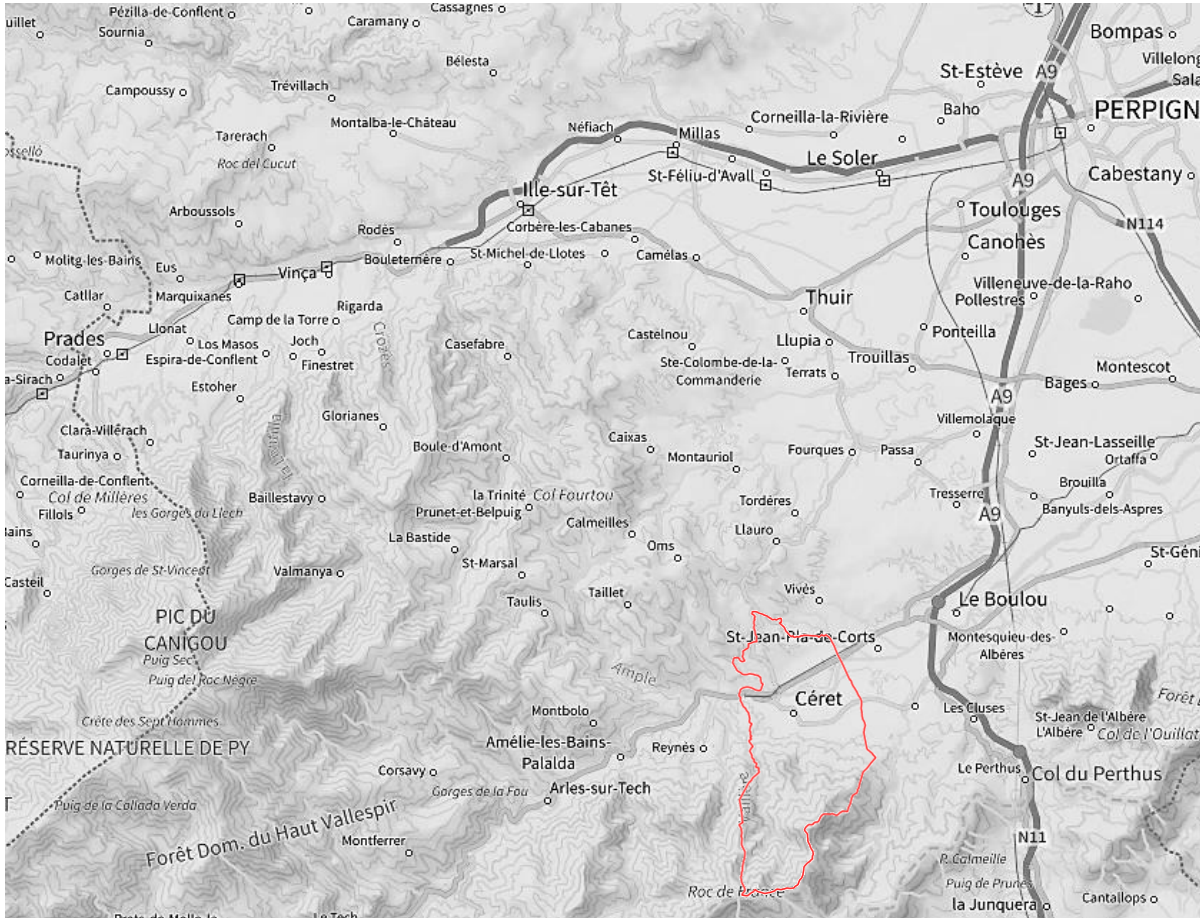 Pézilla-de-Conflent
Cassagnes
Caramany
Sournia
Bélesta
Bompas
St-Estève
A9
Campoussy
Trévillach
Montalba-le-Château
Corneilla-la-Rivière
Baho
PERPIGN
Tarerach
Roc del Cucut
Néfiach
Millas
Le Soler
St-Féliu-d'Avall
A9
Cabestany
Ille-sur-Têt
Toulouges
N114
Arboussols
Rodès
Corbère-les-Cabanes
Canohès
Molitg-les-Bains
Eus
Vinça
Bouleternère
St-Michel-de-Llotes
Camélas
Catllar
Marquixanes
Rigarda
Thuir
Villeneuve-de-la-Raho
Pollestres
Prades
Llonat
Camp de la Torre
Crozès
Castelnou
Llupia
Ponteilla
Codalet
Los Masos
Joch
Casefabre
Ste-Colombe-de-la-
Commanderie
Trouillas
a-Sirach
Espira-de-Conflent
Finestret
Terrats
Montescot
Estoher
Bages
A9
Glorianes
Villemolaque
Clara-Villerach
Boule-d'Amont
Caixas
Montauriol
Fourques
Passa
St-Jean-Lasseille
Ortaffa
Taurinya
Corneilla-de-Conflent
Col de Millères
Baillestavy
la Trinité
Prunet-et-Belpuig
Col Fourtou
Tordéres
Tresserre
Brouilla
Banyuls-dels-Aspres
Fillols
les Gorges du Llech
Calmeilles
Llauro
A9
La Bastide
Oms
Gorges de St-Vincent
Valmanya
St-Marsal
St-Géni
Casteil
Taulis
Taillet
Vivès
Le Boulou
PIC DU
CANIGOU
St-Jean-Pla-de-Corts
Montesquieu-des-
Albères
Puig Sec
Puig del Roc Nègre
Ample
Céret
Crête des Sept Hommes
Montbolo
Les Cluses
St-Jean de l'Albère
L'Albère
Col de l'Ouillat
RÉSERVE NATURELLE DE PY
Amélie-les-Bains-
Palalda
Reynès
Corsavy
Gorges de la Fou
Arles-sur-Tech
Le Perthus
Col du Perthus
Puig de la Collada Verda
Forêt Dom. du Haut Vallespir
Montferrer
N11
P. Calmeille
Puig de Prunes
Roc de France
la Junquera
Cantallops
Le Tech